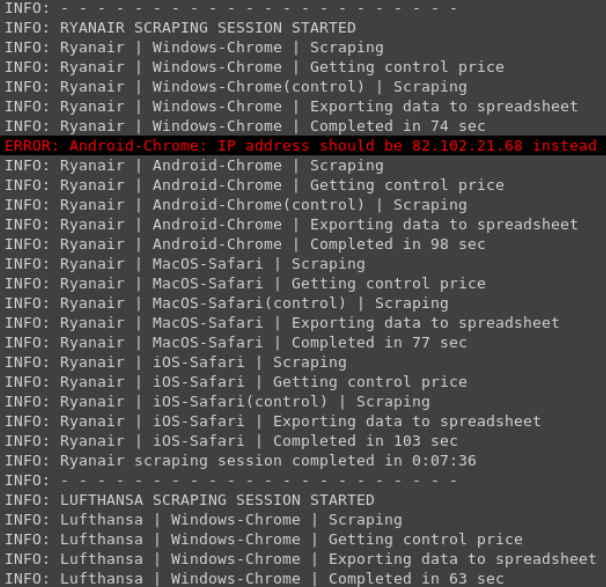 INFO: - - - - - - - - - - - - - - - - - - - - - -
INFO: RYANAIR SCRAPING SESSION STARTED
INFO: Ryanair | Windows-Chrome | Scraping
INFO: Ryanair | Windows-Chrome | Getting control price
INFO: Ryanair | Windows-Chrome(control) | Scraping
INFO: Ryanair | Windows-Chrome | Exporting data to spreadsheet
INFO: Ryanair | Windows-Chrome | Completed in 74 sec
ERROR: Android-Chrome: IP address should be 82.102.21.68 instead
INFO: Ryanair | Android-Chrome | Scraping
INFO: Ryanair | Android-Chrome | Getting control price
INFO: Ryanair | Android-Chrome(control) | Scraping
INFO: Ryanair | Android-Chrome | Exporting data to spreadsheet
INFO: Ryanair | Android-Chrome | Completed in 98 sec
INFO: Ryanair | MacOS-Safari | Scraping
INFO: Ryanair | MacOS-Safari | Getting control price
INFO: Ryanair | MacOS-Safari(control) | Scraping
INFO: Ryanair | MacOS-Safari | Exporting data to spreadsheet
INFO: Ryanair | MacOS-Safari | Completed in 77 sec
INFO: Ryanair | iOS-Safari | Scraping
INFO: Ryanair | iOS-Safari | Getting control price
INFO: Ryanair | iOS-Safari(control) | Scraping
INFO: Ryanair | iOS-Safari | Exporting data to spreadsheet
INFO: Ryanair | iOS-Safari | Completed in 103 sec
INFO: Ryanair scraping session completed in 0:07:36
INFO: - - - - - - - - - - - - - - - - - - - - - -
INFO: LUFTHANSA SCRAPING SESSION STARTED
INFO: Lufthansa | Windows-Chrome | Scraping
INFO: Lufthansa | Windows-Chrome | Getting control price
INFO: Lufthansa | Windows-Chrome | Exporting data to spreadsheet
INFO: Lufthansa | Windows-Chrome | Completed in 63 sec